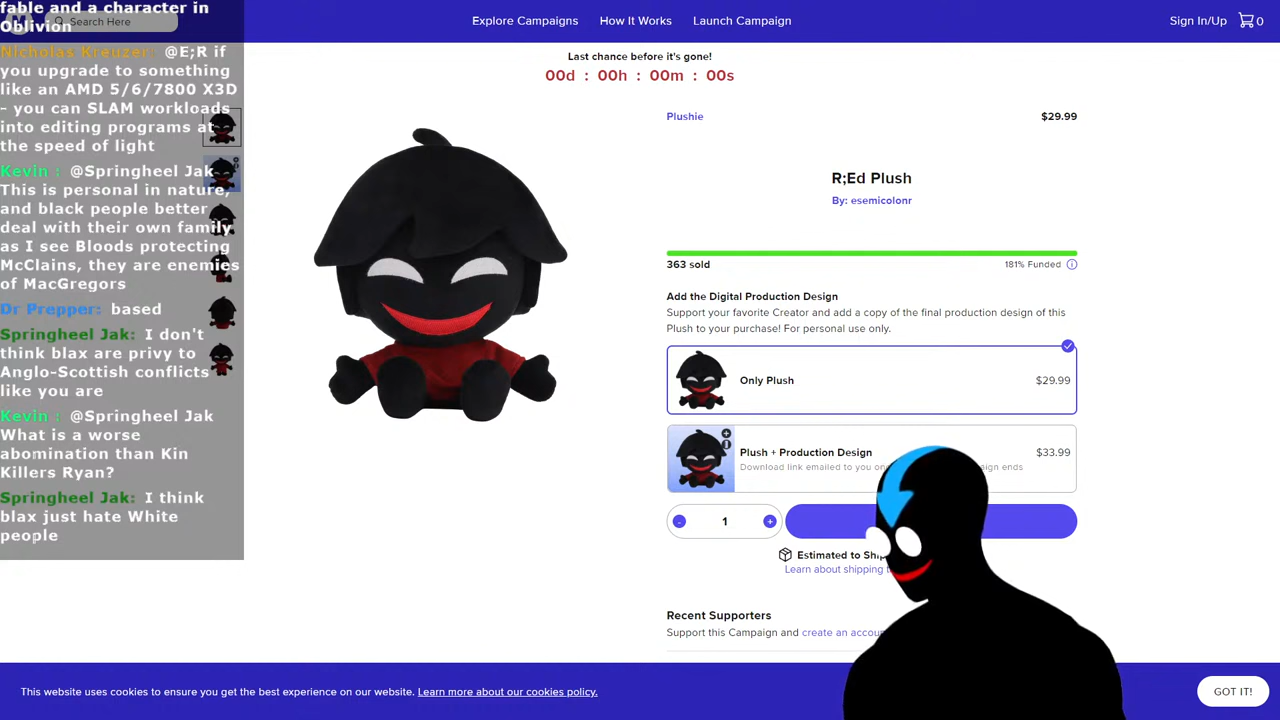 fable and a character in
Oblivion
Nicholas Kreuzer: @E;R if
you upgrade to something
like an AMD 5/6/7800 X3D
- you can SLAM workloads
into editing programs at
the speed of light
Kevin : @Springheel Jak
This is personal in nature,
and black people better
deal with their own family
as I see Bloods protecting
McClains, they are enemies
of MacGregors
Dr Prepper: based
Springheel Jak: I don't
think blax are privy to
Anglo-Scottish conflicts
like you are
Kevin : @Springheel Jak
What is a worse
abomination than Kin
Killers Ryan?
Springheel Jak: I think
blax just hate White
people
Search Here
Explore Campaigns
How It Works
Launch Campaign
Sign In/Up
0
Last chance before it's gone!
00d : 00h : 00m : 00s
Plushie
$29.99
R;Ed Plush
By: esemicolonr
363 sold
181% Funded
Add the Digital Production Design
Support your favorite Creator and add a copy of the final production design of this
Plush to your purchase! For personal use only.
Only Plush
$29.99
Plush + Production Design
$33.99
Download link emailed to you
ends
- 1 +
Estimated to
Learn about shipping
Recent Supporters
Support this Campaign and create an
This website uses cookies to ensure you get the best experience on our website. Learn more about our cookies policy.
GOT IT!